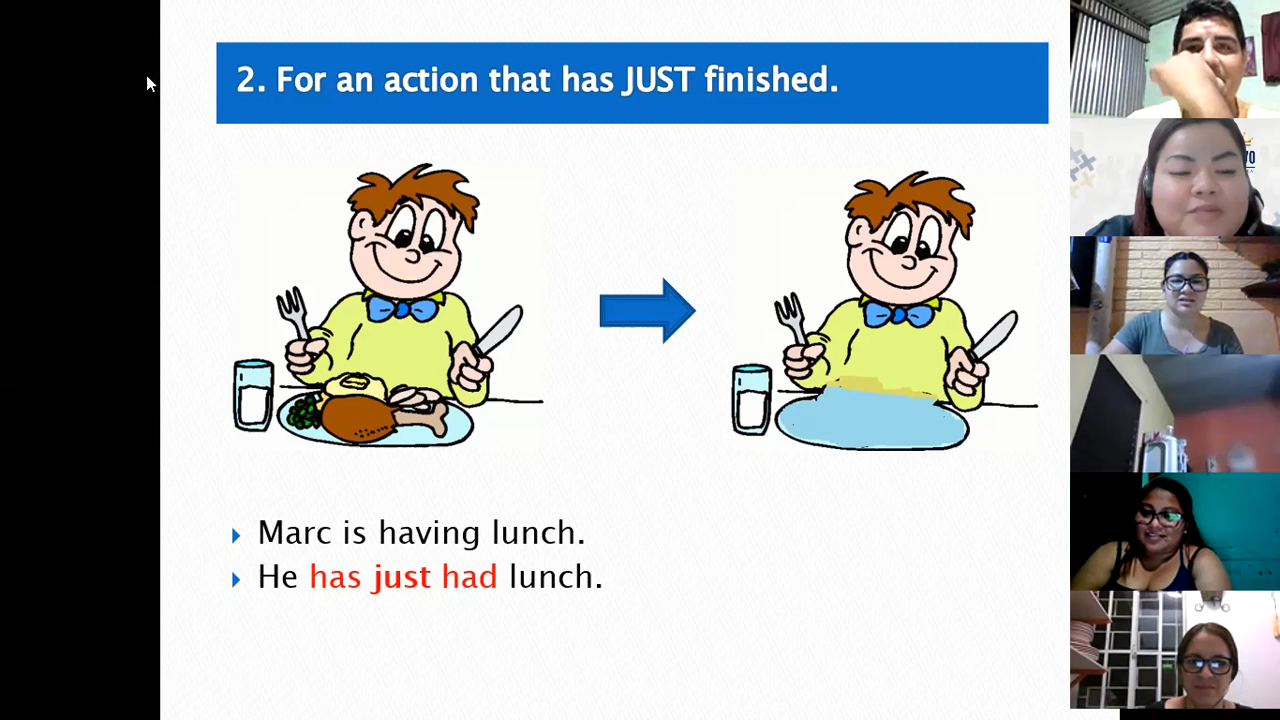 2. For an action that has JUST finished.
Marc is having lunch.
He has just had lunch.